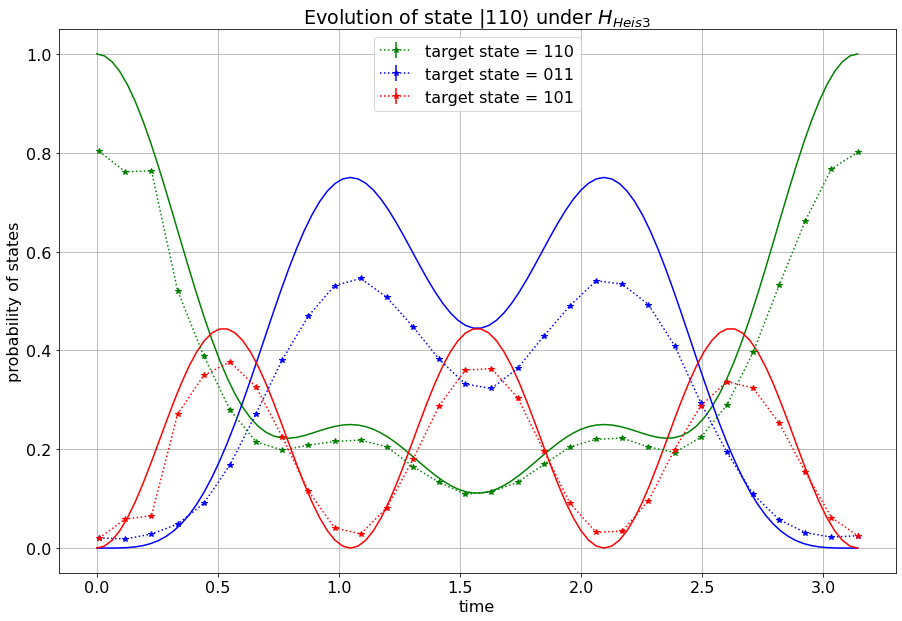 Evolution of state |110⟩ under H_{Heis3}
target state = 110
target state = 011
target state = 101
probability of states
1.0
0.8
0.6
0.4
0.2
0.0
0.0 0.5 1.0 1.5 2.0 2.5 3.0
time